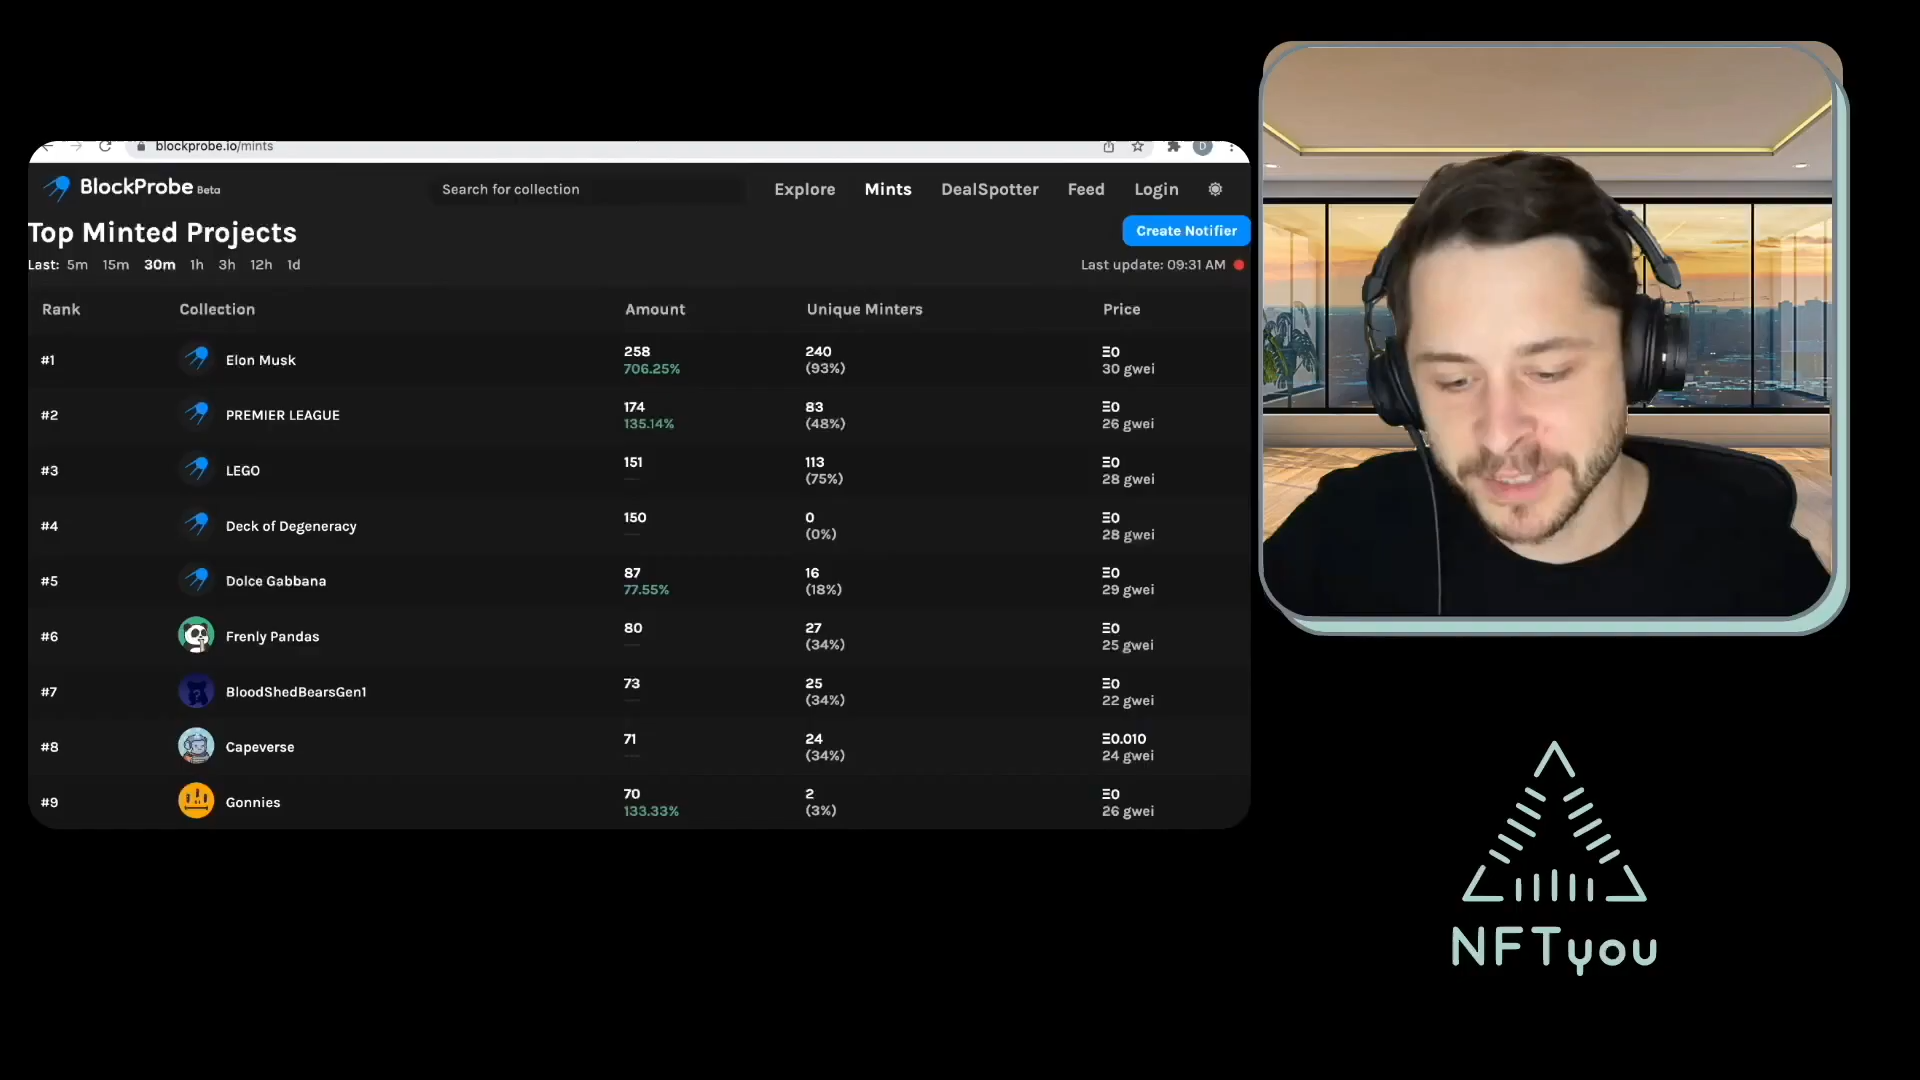 blockprobe.io/mints
D
BlockProbe Beta
Search for collection
Explore Mints DealSpotter Feed Login
Top Minted Projects
Create Notifier
Last: 5m 15m 30m 1h 3h 12h 1d
Last update: 09:31 AM
Rank Collection Amount Unique Minters Price
#1 Elon Musk 258 240 Ξ0
706.25% (93%) 30 gwei
#2 PREMIER LEAGUE 174 83 Ξ0
135.14% (48%) 26 gwei
#3 LEGO 151 113 Ξ0
— (75%) 28 gwei
#4 Deck of Degeneracy 150 0 Ξ0
— (0%) 28 gwei
#5 Dolce Gabbana 87 16 Ξ0
77.55% (18%) 29 gwei
#6 Frenly Pandas 80 27 Ξ0
— (34%) 25 gwei
#7 BloodShedBearsGen1 73 25 Ξ0
— (34%) 22 gwei
#8 Capeverse 71 24 Ξ0.010
— (34%) 24 gwei
#9 Gonnies 70 2 Ξ0
133.33% (3%) 26 gwei
NFTyou